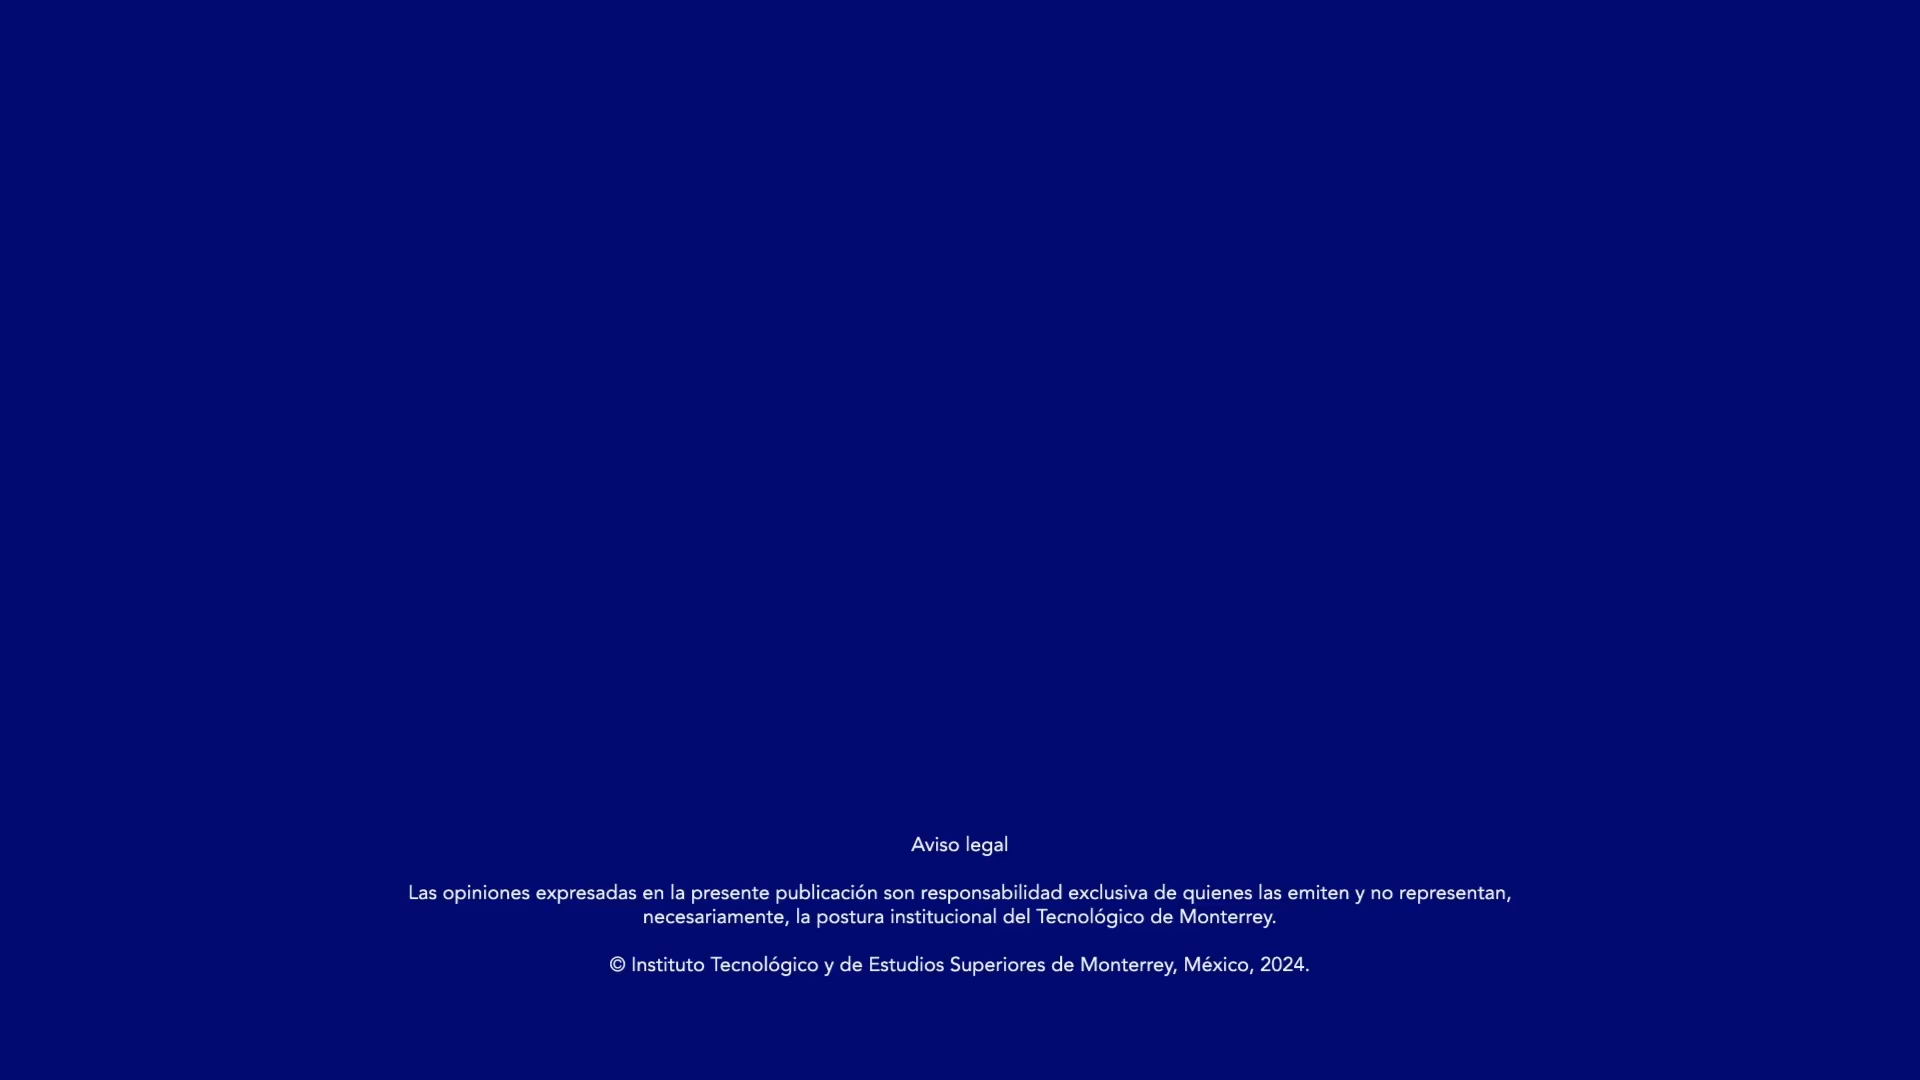 Aviso legal
Las opiniones expresadas en la presente publicación son responsabilidad exclusiva de quienes las emiten y no representan,
necesariamente, la postura institucional del Tecnológico de Monterrey.
© Instituto Tecnológico y de Estudios Superiores de Monterrey, México, 2024.